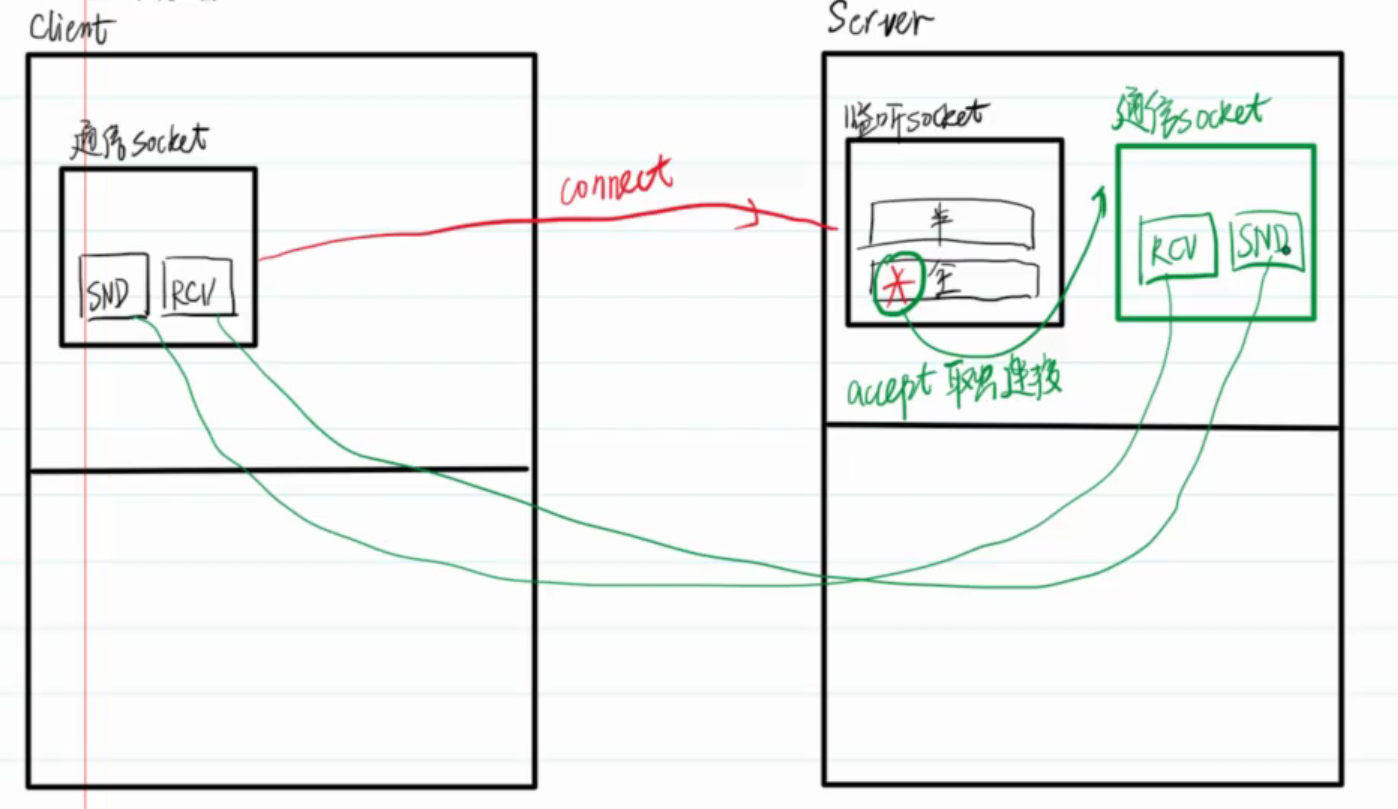 Client
Server
通信socket
SND
RCV
connect
监听socket
半
全
通信socket
RCV
SND
accept 取出连接